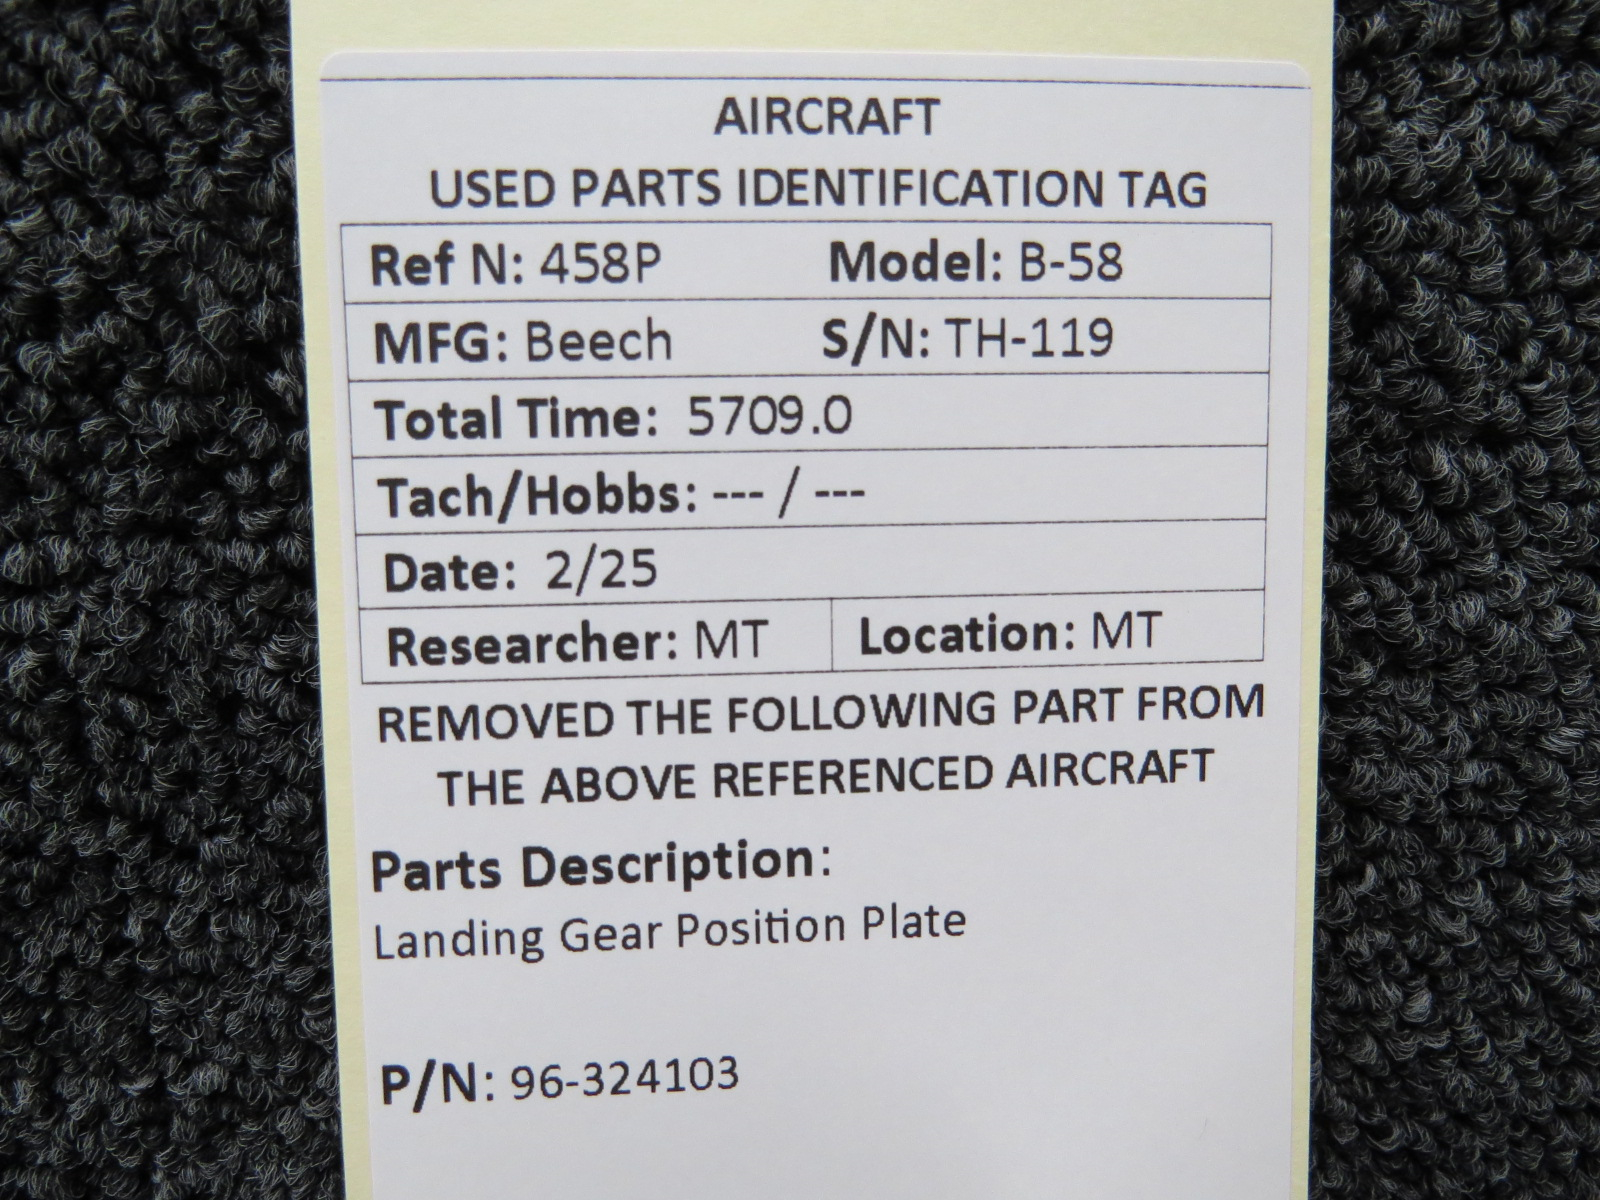 AIRCRAFT
USED PARTS IDENTIFICATION TAG
Ref N: 458P Model: B-58
MFG: Beech S/N: TH-119
Total Time: 5709.0
Tach/Hobbs: --- / ---
Date: 2/25
Researcher: MT Location: MT
REMOVED THE FOLLOWING PART FROM
THE ABOVE REFERENCED AIRCRAFT
Parts Description:
Landing Gear Position Plate
P/N: 96-324103